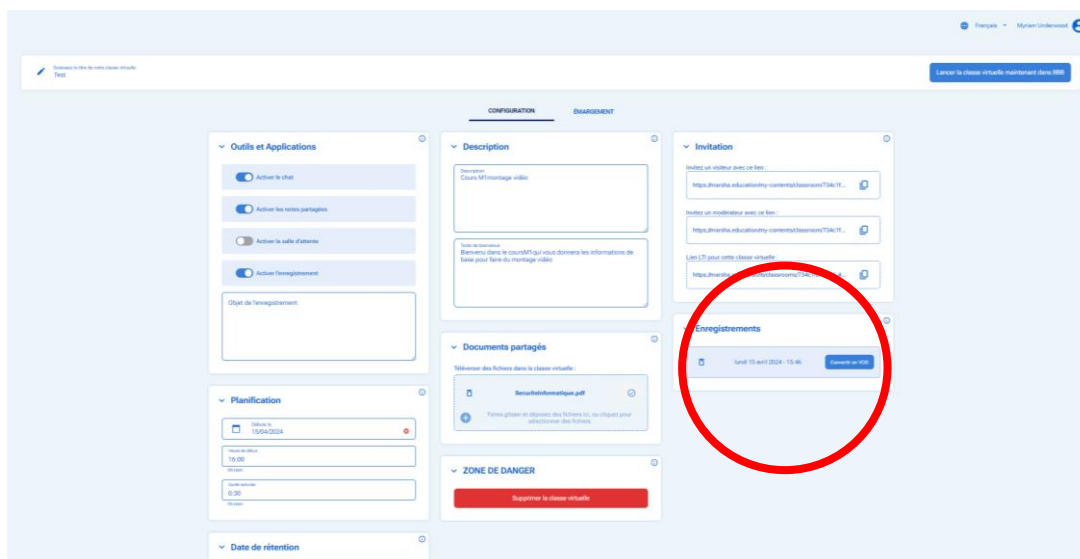 Français
Myriam Underwood
Saisissez le titre de votre classe virtuelle
Test
Lancer la classe virtuelle maintenant dans BBB
CONFIGURATION
ÉMARGEMENT
Outils et Applications
Activer le chat
Activer les notes partagées
Activer la salle d'attente
Activer l'enregistrement
Objet de l'enregistrement
Planification
Débute le
15/04/2024
Heure de début
16:00
hh:mm
Durée estimée
0:30
hh:mm
Date de rétention
Description
Description
Cours M1montage vidéo
Texte de bienvenue
Bienvenu dans le coursM1qui vous donnera les informations de
base pour faire du montage vidéo
Documents partagés
Téléverser des fichiers dans la classe virtuelle :
SecuriteInformatique.pdf
Faites glisser et déposez des fichiers ici, ou cliquez pour
sélectionner des fichiers.
ZONE DE DANGER
Supprimer la classe virtuelle
Invitation
Invitez un visiteur avec ce lien :
https://marsha.education/my-contents/classroom/734c1f...
Invitez un modérateur avec ce lien :
https://marsha.education/my-contents/classroom/734c1f...
Lien LTI pour cette classe virtuelle :
Enregistrements
lundi 15 avril 2024 - 15:46
Convertir en VOD